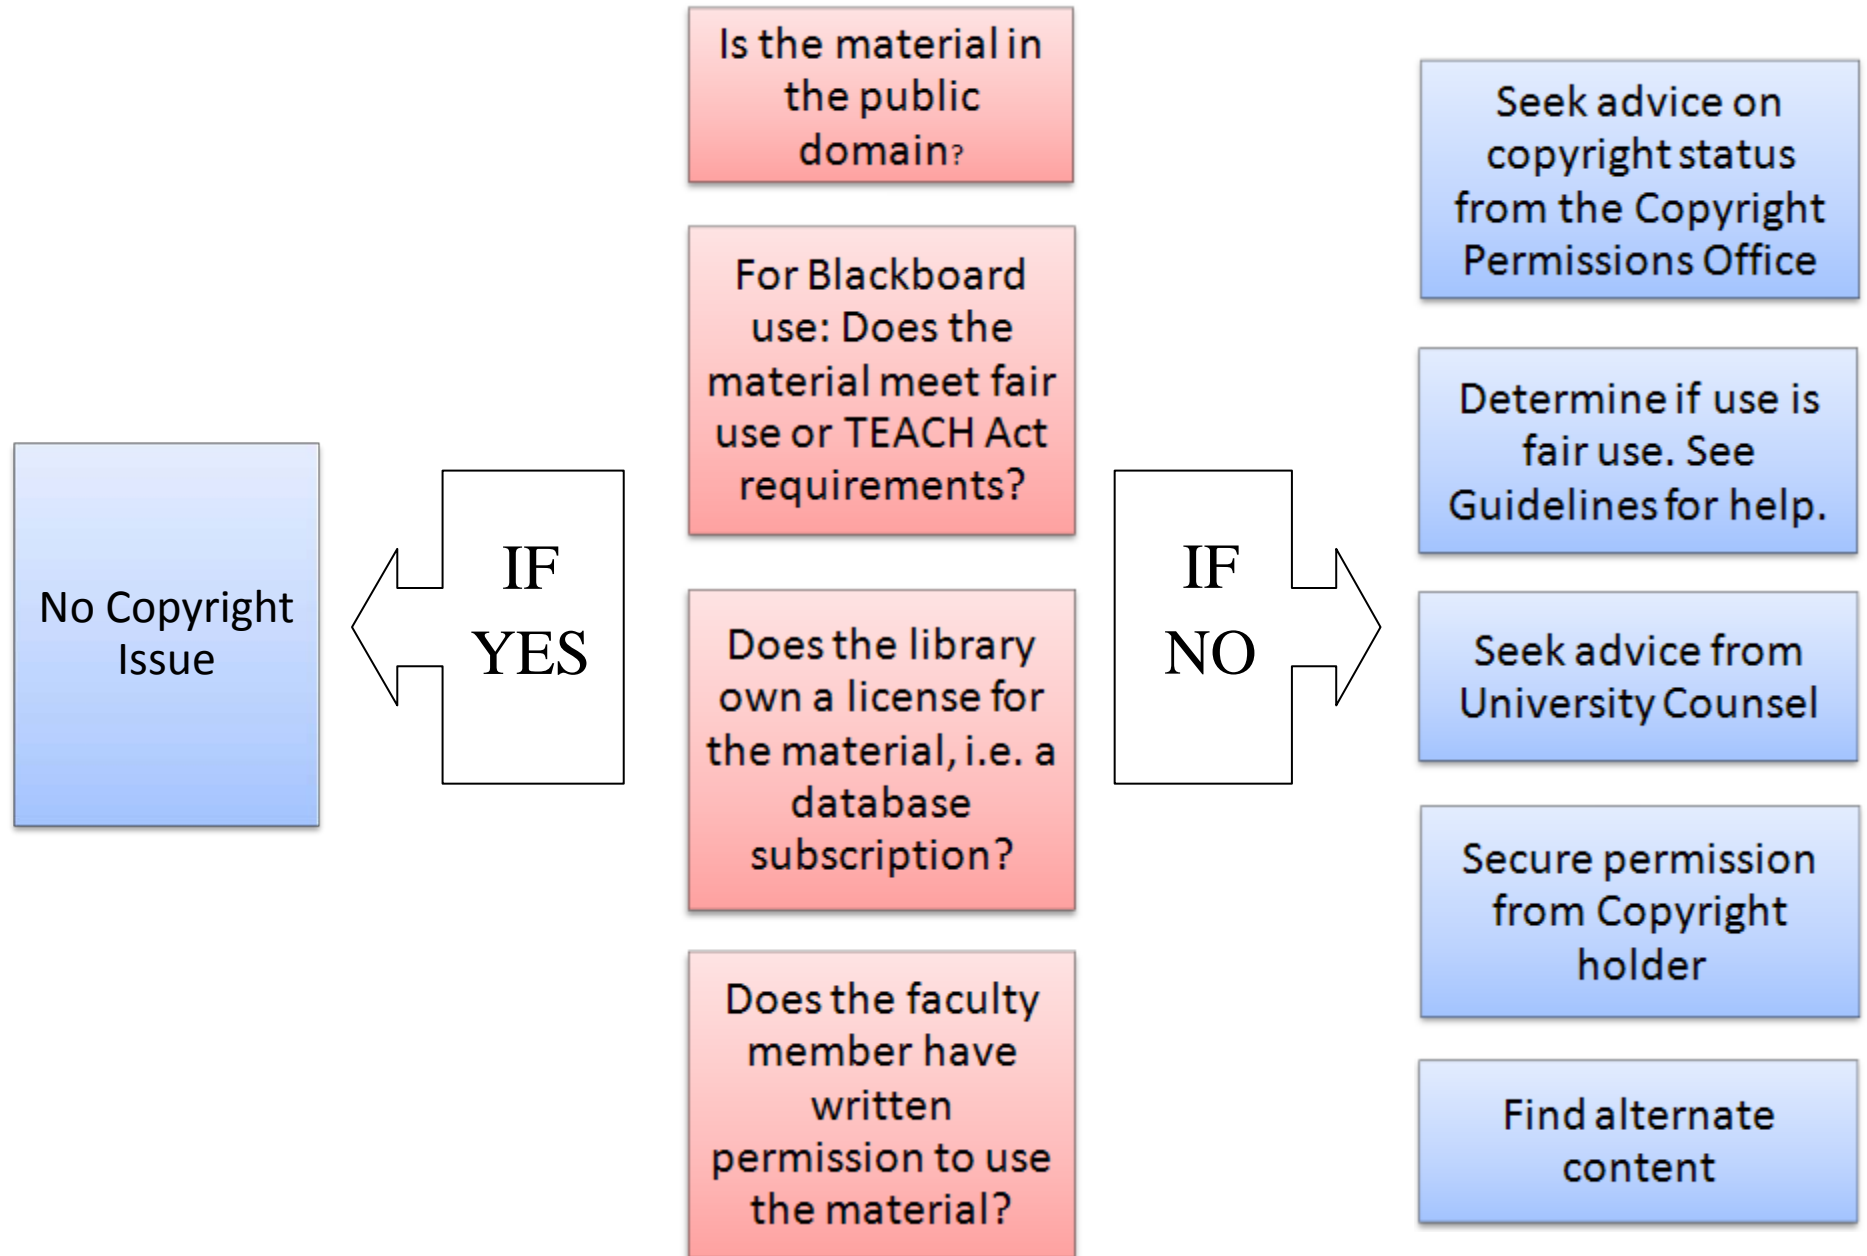 No Copyright
Issue
IF
YES
Is the material in
the public
domain?
For Blackboard
use: Does the
material meet fair
use or TEACH Act
requirements?
Does the library
own a license for
the material, i.e. a
database
subscription?
Does the faculty
member have
written
permission to use
the material?
IF
NO
Seek advice on
copyright status
from the Copyright
Permissions Office
Determine if use is
fair use. See
Guidelines for help.
Seek advice from
University Counsel
Secure permission
from Copyright
holder
Find alternate
content